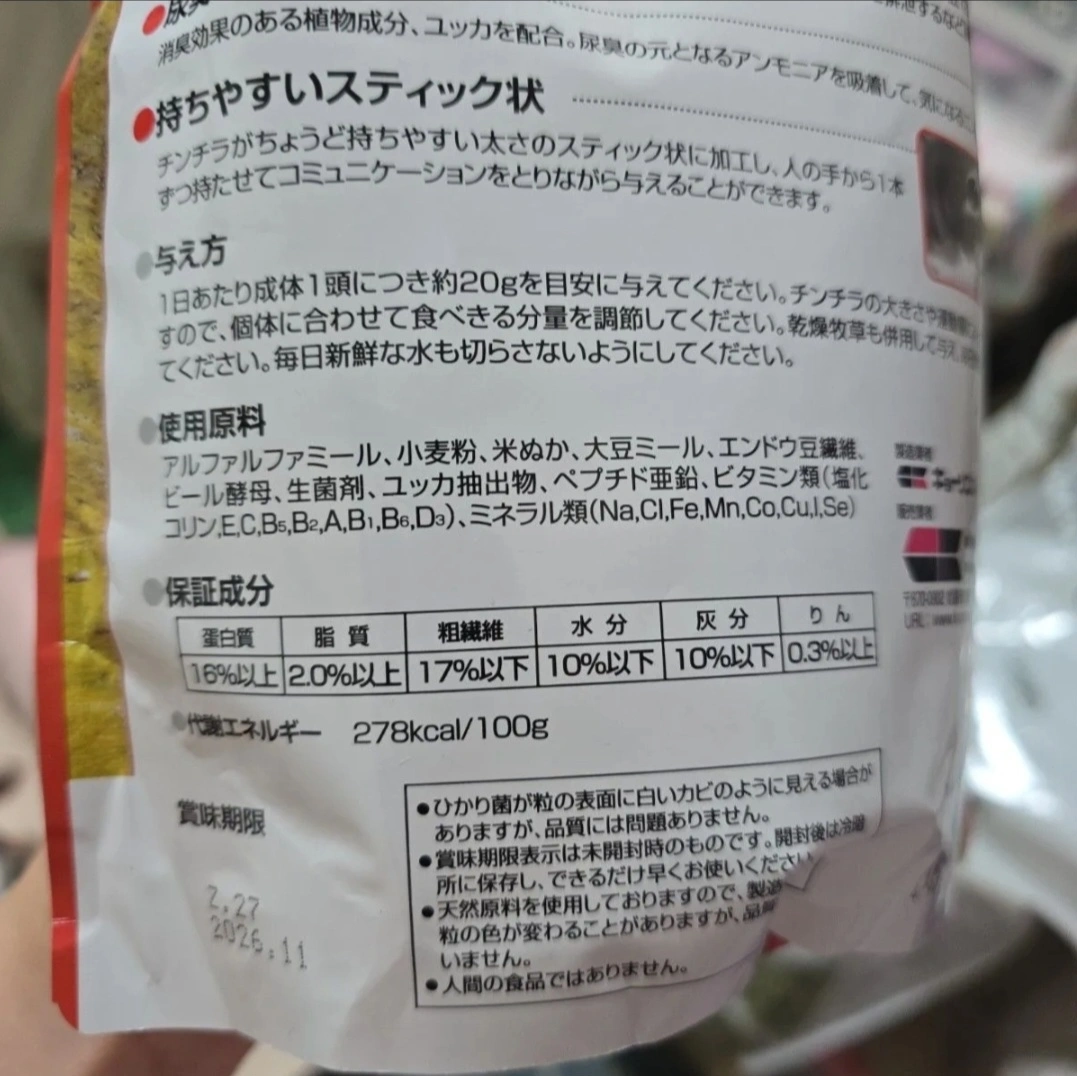 尿臭
消臭効果のある植物成分、ユッカを配合。尿臭の元となるアンモニアを吸着して、気になる
●持ちやすいスティック状
チンチラがちょうど持ちやすい太さのスティック状に加工し、人の手から1本
ずつ持たせてコミュニケーションをとりながら与えることができます。
●与え方
1日あたり成体1頭につき約20gを目安に与えてください。チンチラの大きさや
すので、個体に合わせて食べきる分量を調節してください。乾燥牧草も併用して与え
てください。毎日新鮮な水も切らさないようにしてください。
●使用原料
アルファルファミール、小麦粉、米ぬか、大豆ミール、エンドウ豆繊維、
ビール酵母、生菌剤、ユッカ抽出物、ペプチド亜鉛、ビタミン類(塩化
コリン,E,C,B5,B2,A,B1,B6,D3)、ミネラル類(Na,Cl,Fe,Mn,Co,Cu,I,Se)
●保証成分
蛋白質 脂質 粗繊維 水分 灰分 りん
16%以上 2.0%以上 17%以下 10%以下 10%以下 0.3%以上
●代謝エネルギー 278kcal/100g
賞味期限
2.27
2026.11
●ひかり菌が粒の表面に白いカビのように見える場合が
ありますが、品質には問題ありません。
●賞味期限表示は未開封時のものです。開封後は冷暗
所に保存し、できるだけ早くお使いください
●天然原料を使用しておりますので、製造
粒の色が変わることがありますが、品質
いません。
●人間の食品ではありません。
製造業者
販売業者
URL